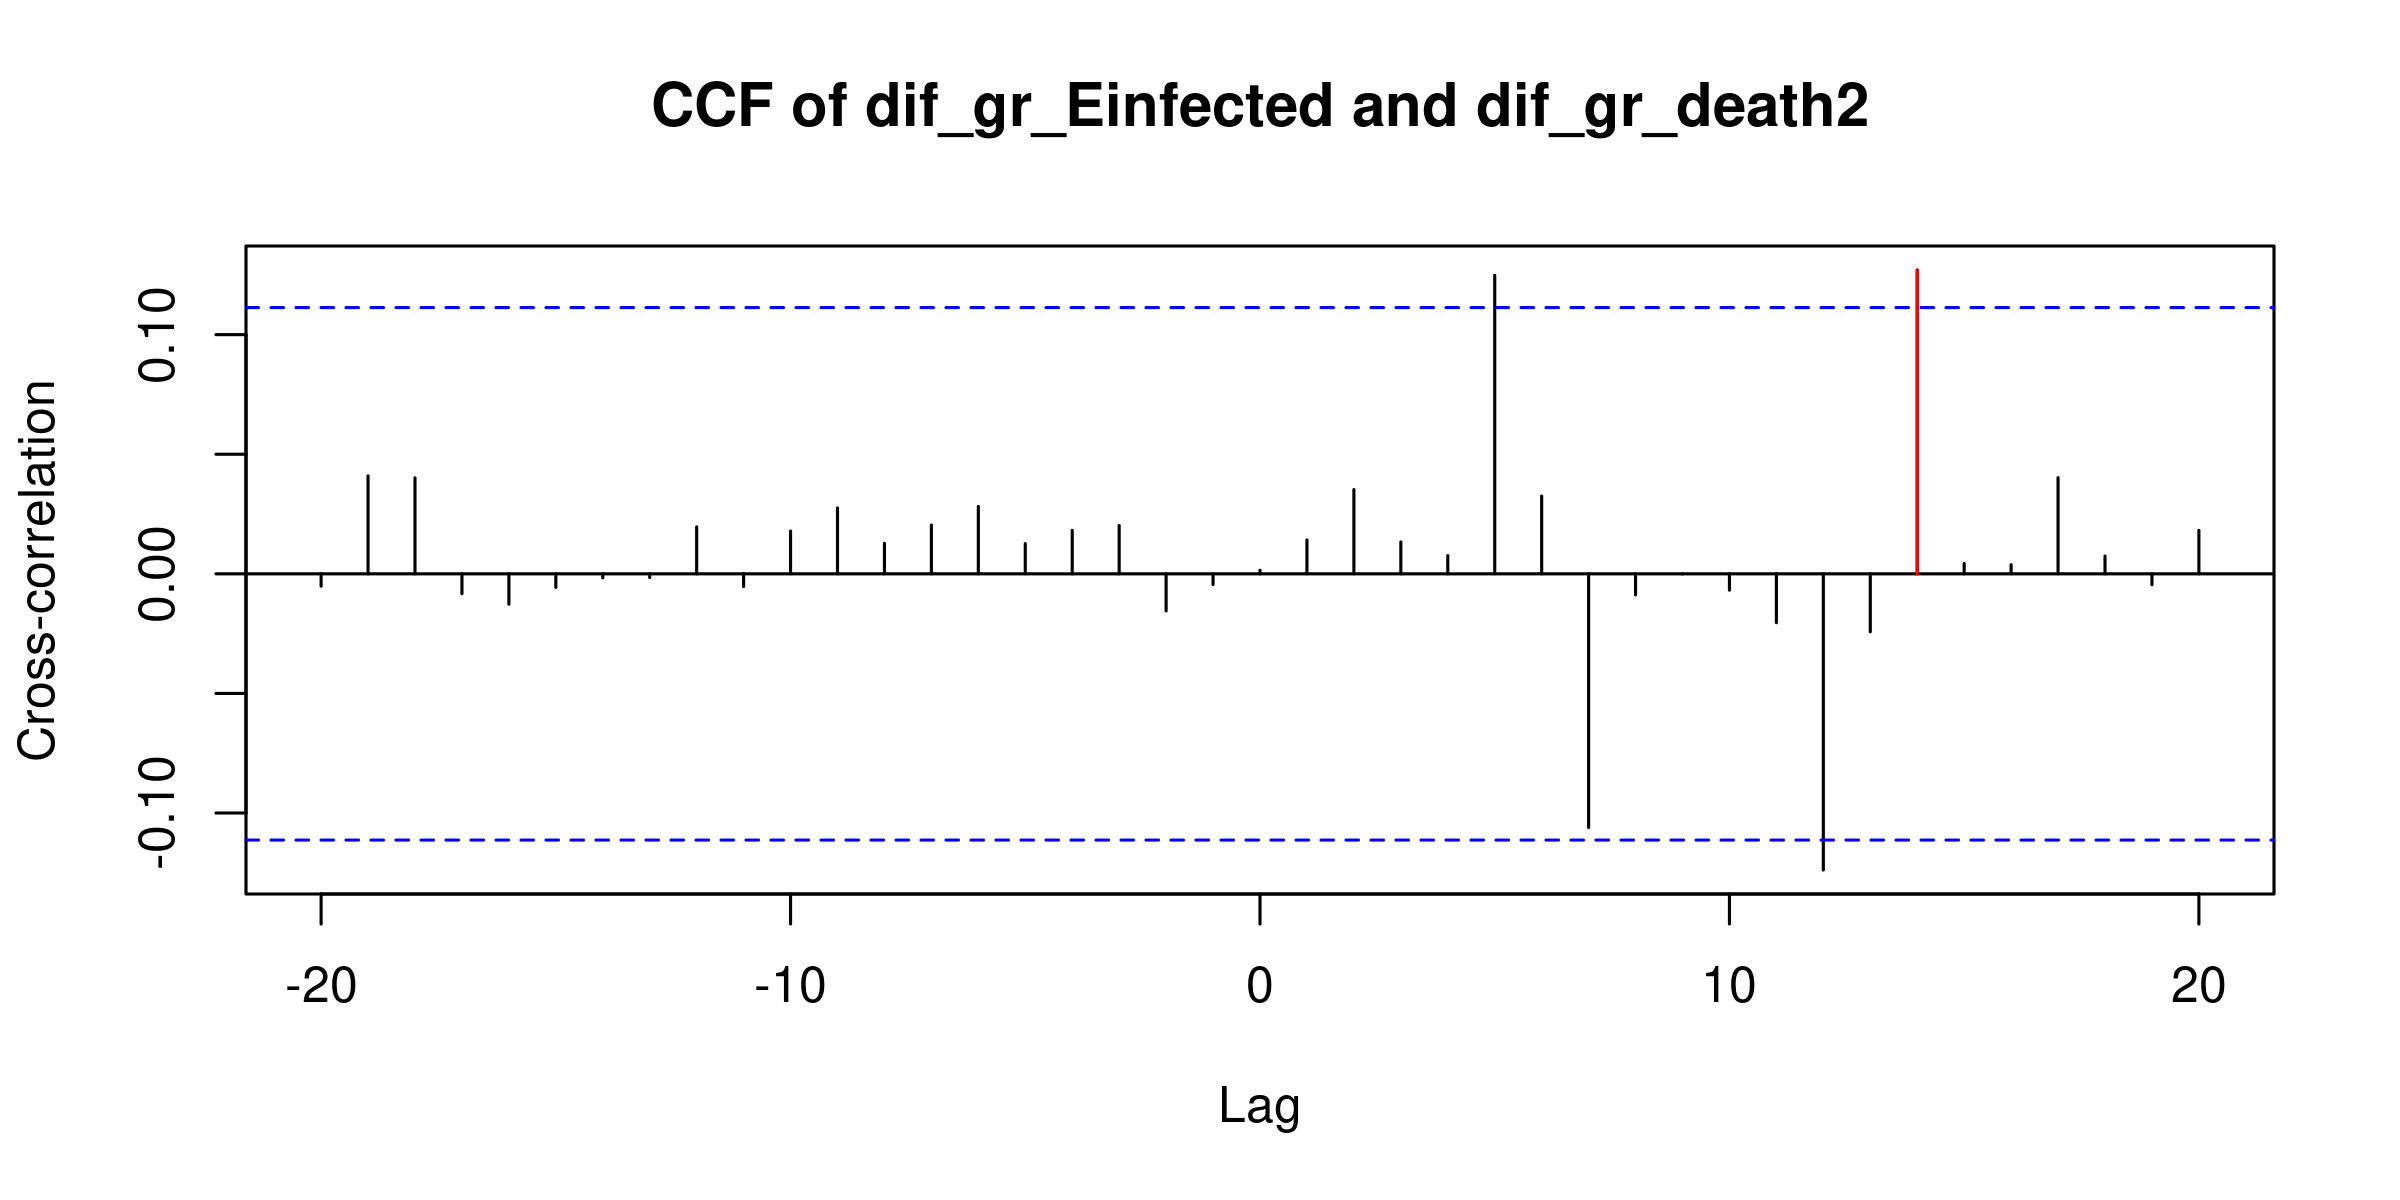 CCF of dif_gr_Einfected and dif_gr_death2
Cross-correlation
0.10
0.00
-0.10
-20 -10 0 10 20
Lag